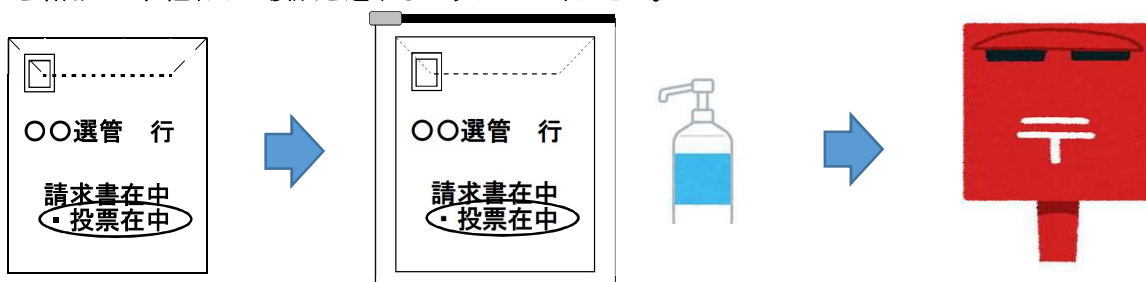 〇〇選管　行
請求書在中
・投票在中
〇〇選管　行
請求書在中
・投票在中
〒